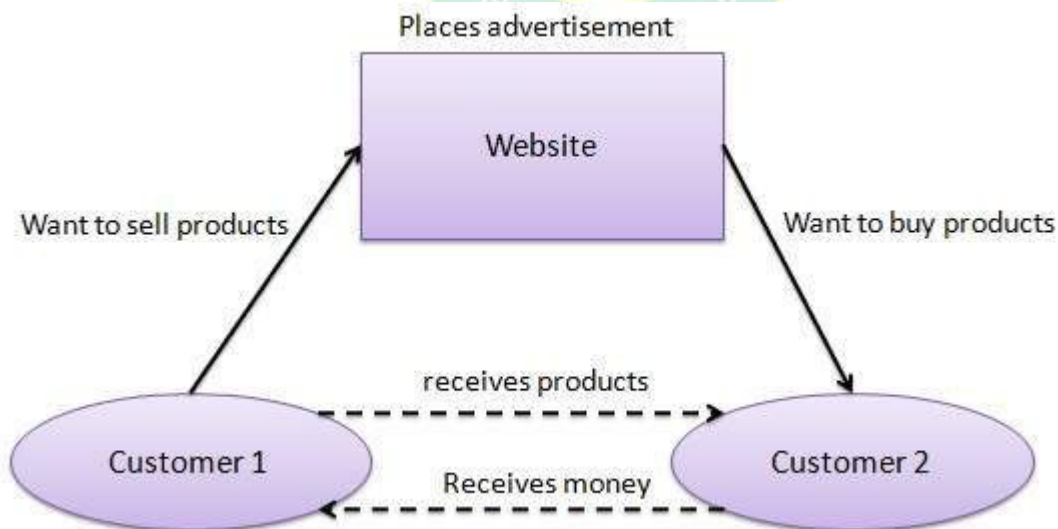 Places advertisement
Website
Want to sell products
Want to buy products
receives products
Customer 1
Customer 2
Receives money